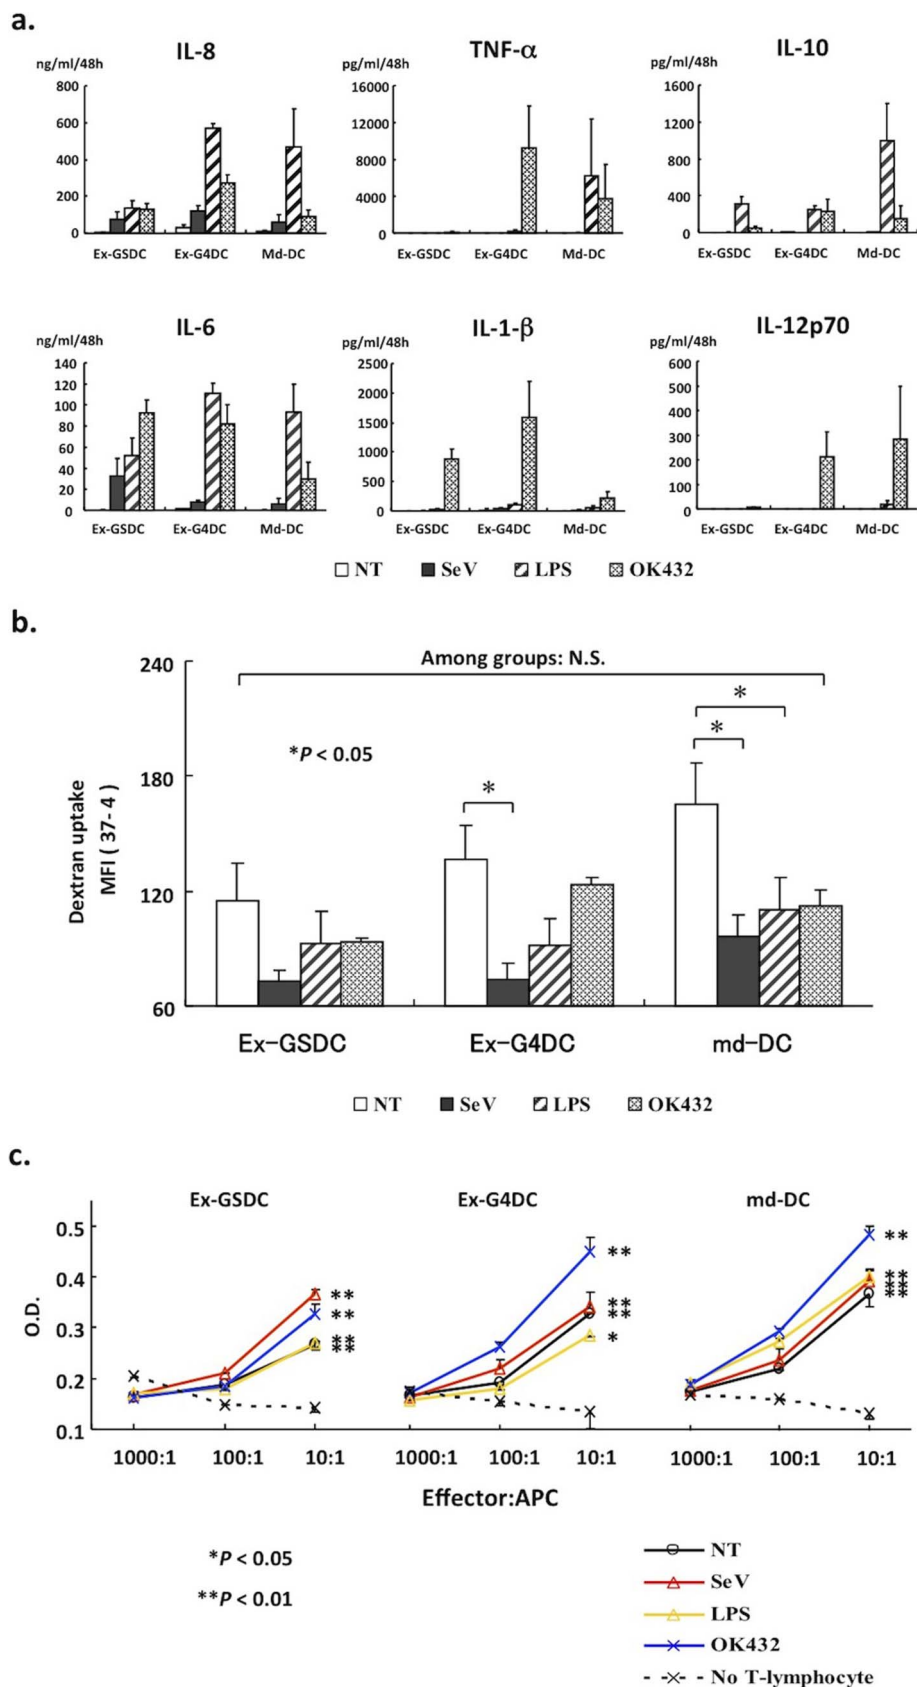 a.
IL-8
TNF-α
IL-10
ng/ml/48h
pg/ml/48h
pg/ml/48h
800
600
400
200
0
16000
12000
8000
4000
0
1600
1200
800
400
0
Ex-GSDC Ex-G4DC Md-DC
Ex-GSDC Ex-G4DC Md-DC
Ex-GSDC Ex-G4DC Md-DC
IL-6
IL-1-β
IL-12p70
ng/ml/48h
pg/ml/48h
pg/ml/48h
140
120
100
80
60
40
20
0
2500
2000
1500
1000
500
0
600
500
400
300
200
100
0
Ex-GSDC Ex-G4DC Md-DC
Ex-GSDC Ex-G4DC Md-DC
Ex-GSDC Ex-G4DC Md-DC
NT SeV LPS OK432
b.
Among groups: N.S.
240
180
120
60
Dextran uptake
MFI ( 37- 4 )
*P < 0.05
*
*
*
Ex-GSDC Ex-G4DC md-DC
NT SeV LPS OK432
c.
Ex-GSDC Ex-G4DC md-DC
O.D.
0.5
0.4
0.3
0.2
0.1
**
**
**
**
**
**
**
*
**
**
**
**
1000:1 100:1 10:1 1000:1 100:1 10:1 1000:1 100:1 10:1
Effector:APC
*P < 0.05
**P < 0.01
NT
SeV
LPS
OK432
No T-lymphocyte